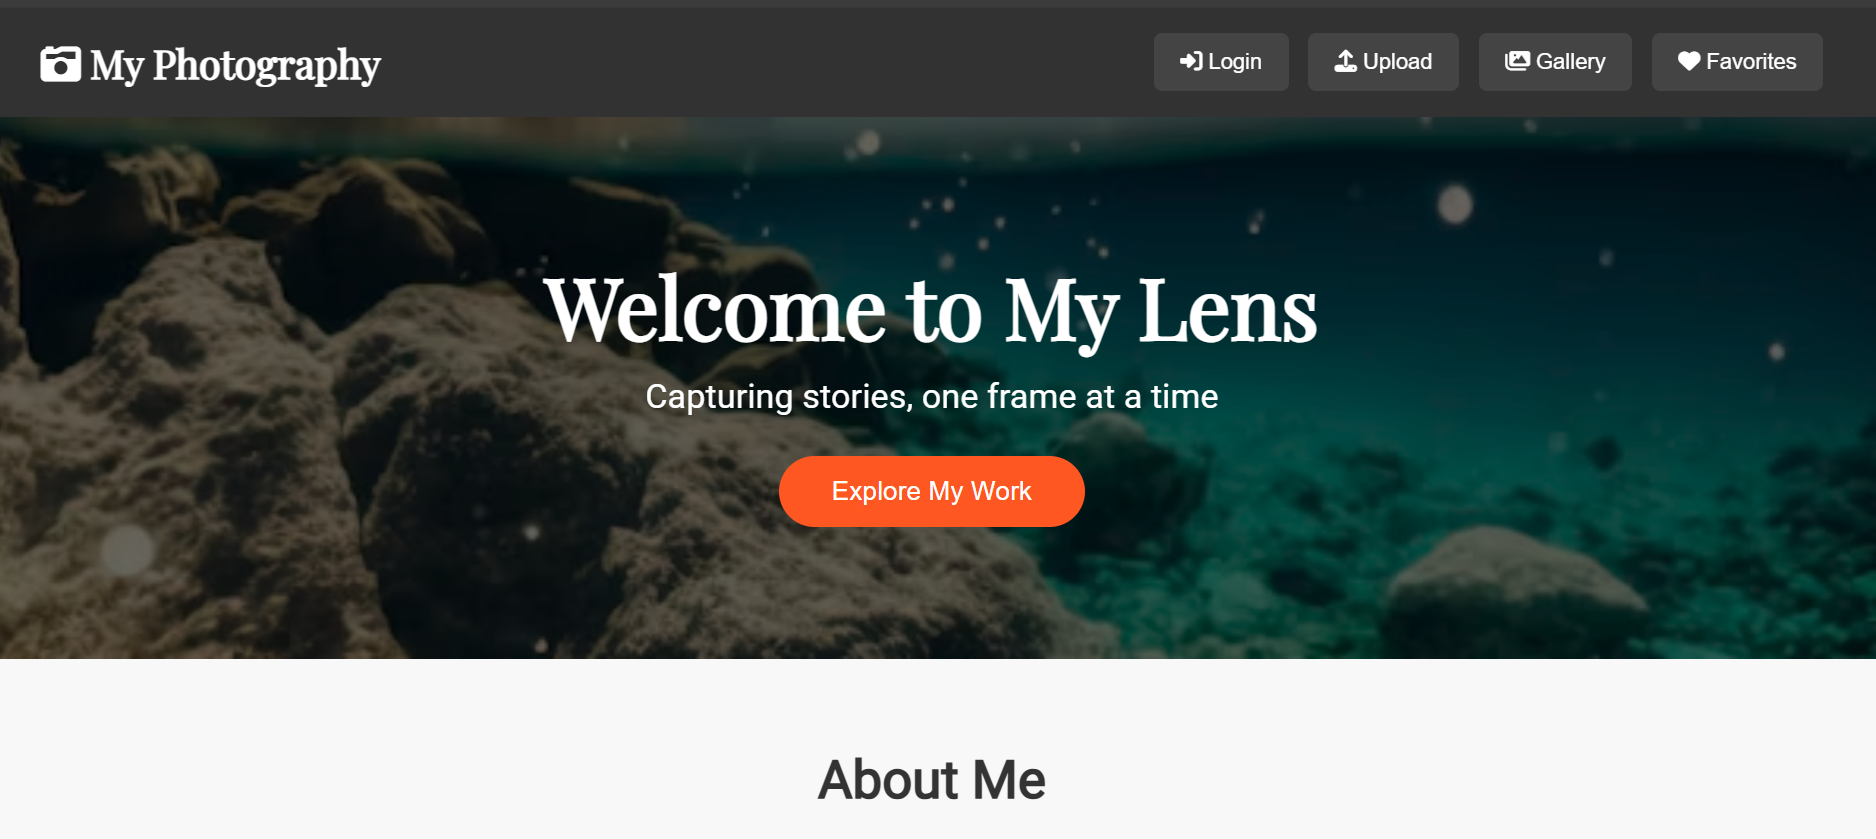 My Photography
Login
Upload
Gallery
Favorites
Welcome to My Lens
Capturing stories, one frame at a time
Explore My Work
About Me